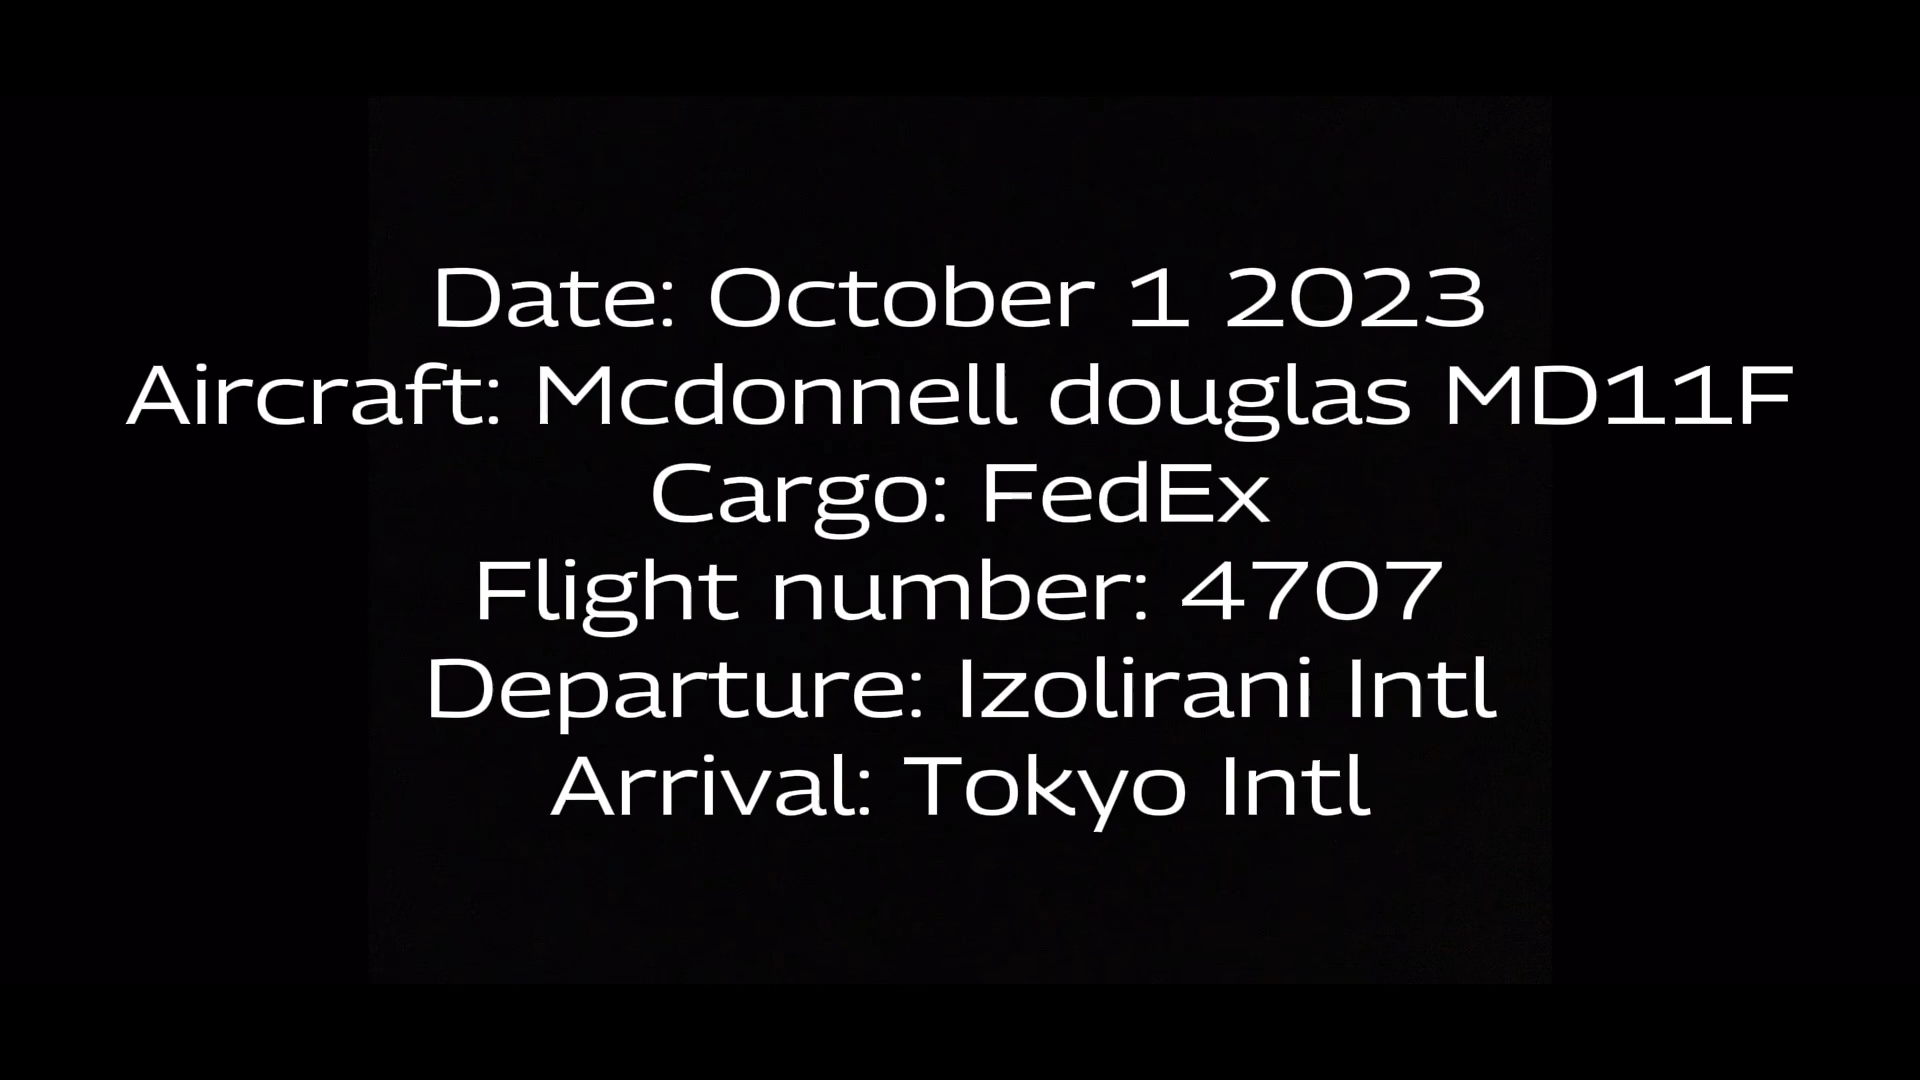 Date: October 1 2023
Aircraft: Mcdonnell douglas MD11F
Cargo: FedEx
Flight number: 4707
Departure: Izolirani Intl
Arrival: Tokyo Intl